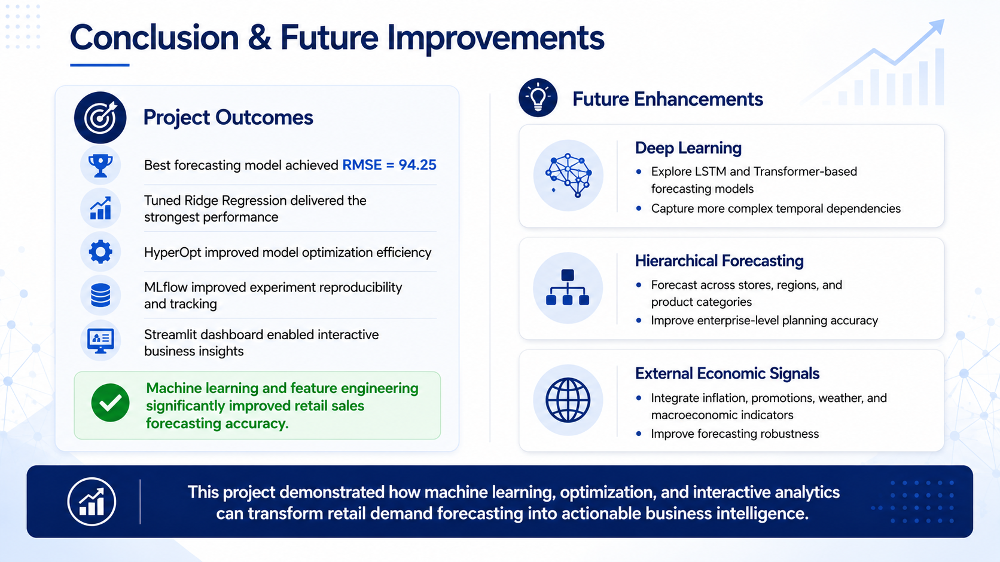 Conclusion & Future Improvements
Project Outcomes
Best forecasting model achieved RMSE = 94.25
Tuned Ridge Regression delivered the
strongest performance
HyperOpt improved model optimization efficiency
MLflow improved experiment reproducibility
and tracking
Streamlit dashboard enabled interactive
business insights
Machine learning and feature engineering
significantly improved retail sales
forecasting accuracy.
Future Enhancements
Deep Learning
• Explore LSTM and Transformer-based
forecasting models
• Capture more complex temporal dependencies
Hierarchical Forecasting
• Forecast across stores, regions, and
product categories
• Improve enterprise-level planning accuracy
External Economic Signals
• Integrate inflation, promotions, weather, and
macroeconomic indicators
• Improve forecasting robustness
This project demonstrated how machine learning, optimization, and interactive analytics
can transform retail demand forecasting into actionable business intelligence.